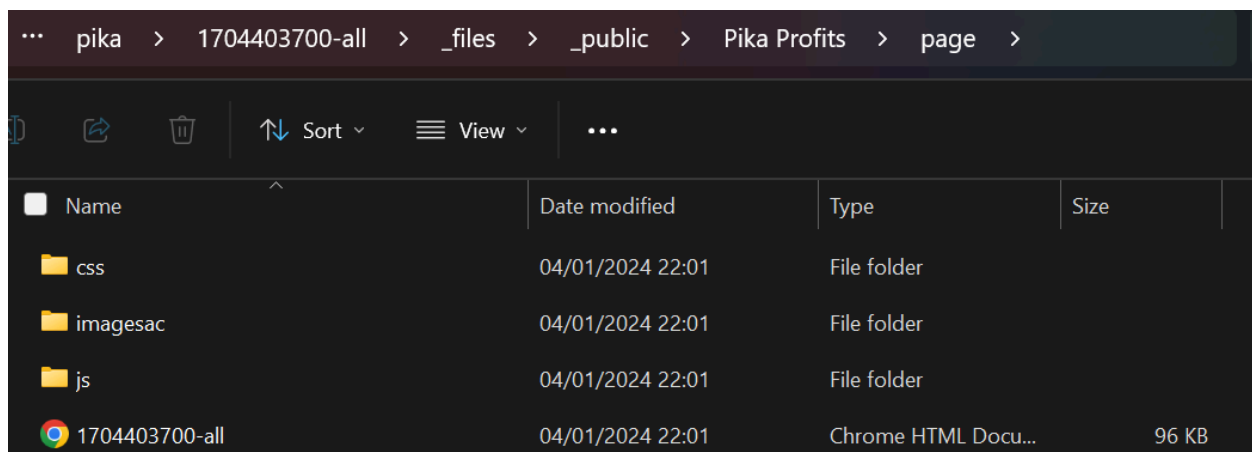 ··· pika > 1704403700-all > _files > _public > Pika Profits > page >
Sort View ···
Name Date modified Type Size
css 04/01/2024 22:01 File folder
imagesac 04/01/2024 22:01 File folder
js 04/01/2024 22:01 File folder
1704403700-all 04/01/2024 22:01 Chrome HTML Docu... 96 KB